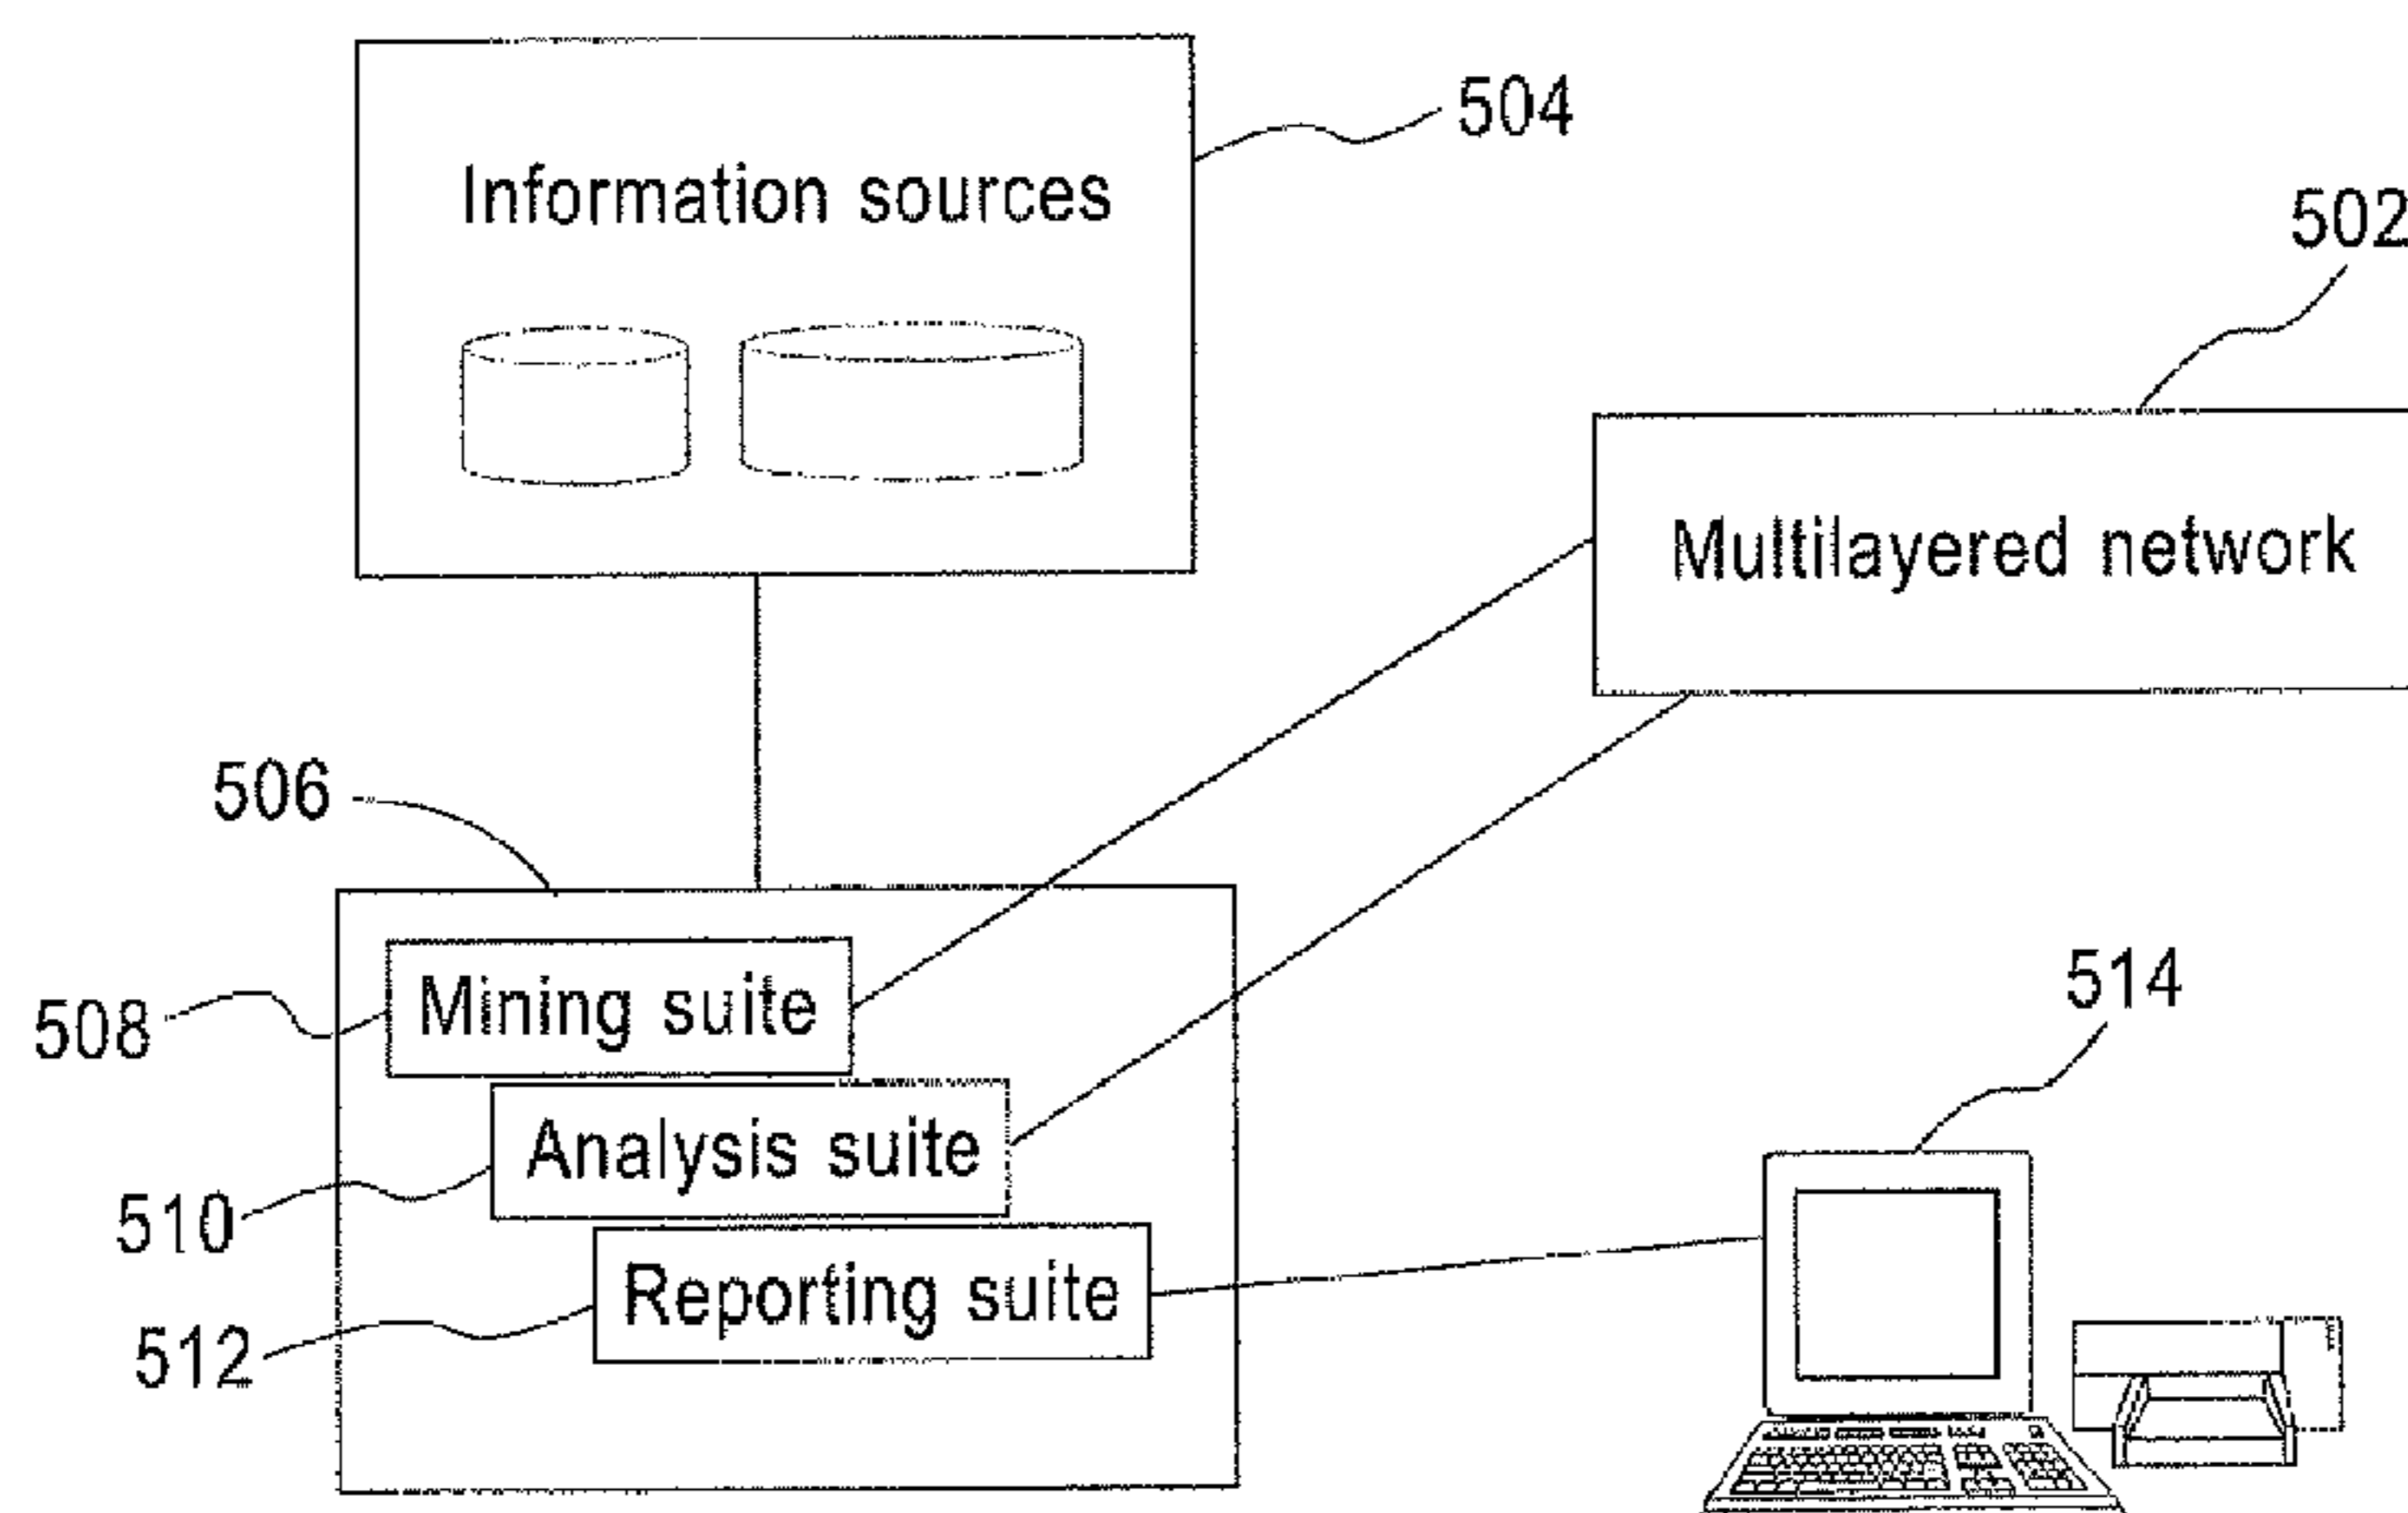 504
Information sources
502
Multilayered network
506
508
Mining suite
514
Analysis suite
510
Reporting suite
512